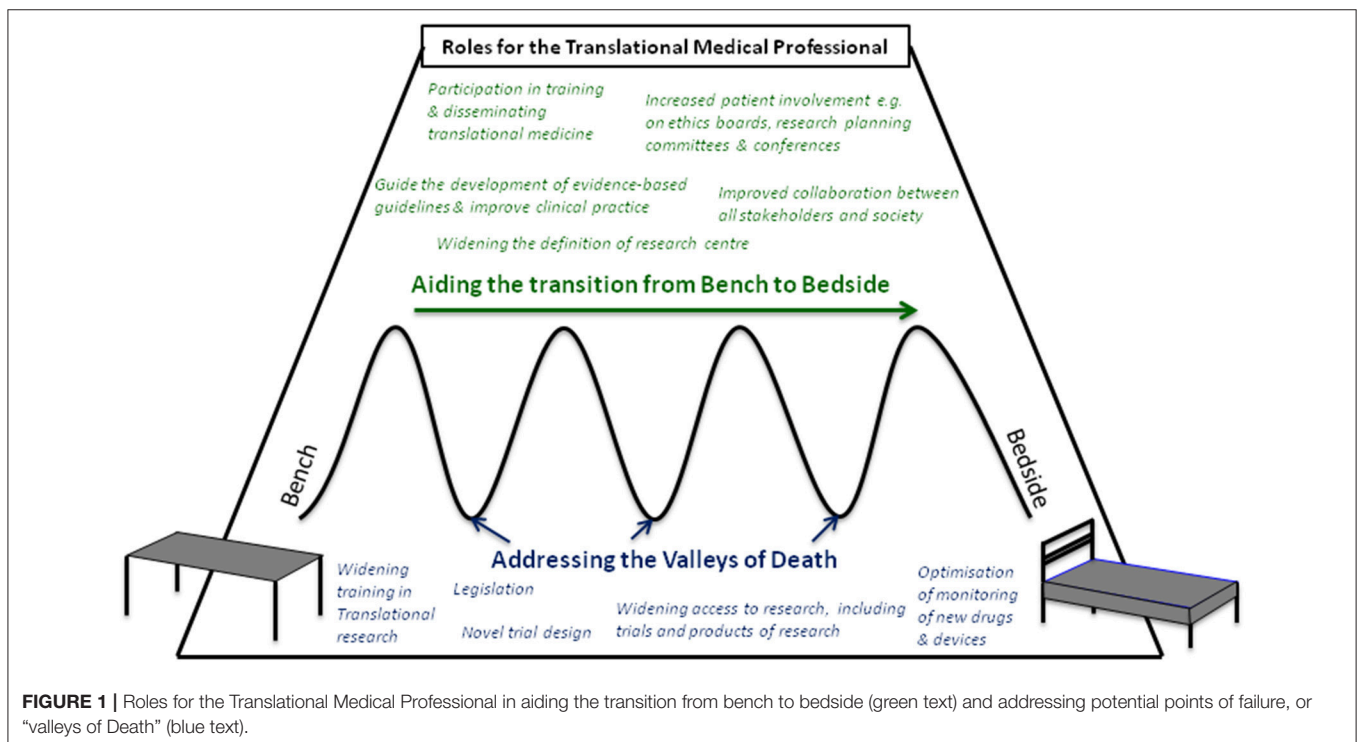 Roles for the Translational Medical Professional
Participation in training
& disseminating
translational medicine
Increased patient involvement e.g.
on ethics boards, research planning
committees & conferences
Guide the development of evidence-based
guidelines & improve clinical practice
Improved collaboration between
all stakeholders and society
Widening the definition of research centre
Aiding the transition from Bench to Bedside
Bench
Bedside
Addressing the Valleys of Death
Widening
training in
Translational
research
Legislation
Novel trial design
Widening access to research, including
trials and products of research
Optimisation
of monitoring
of new drugs
& devices
FIGURE 1 | Roles for the Translational Medical Professional in aiding the transition from bench to bedside (green text) and addressing potential points of failure, or
“valleys of Death” (blue text).